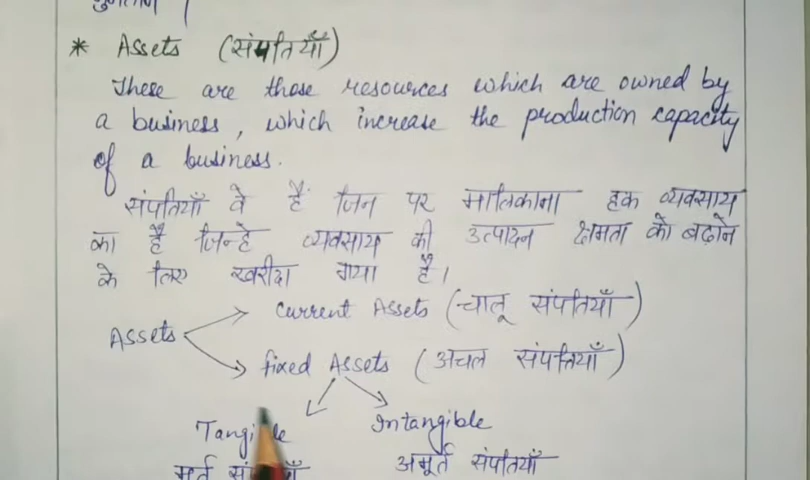 भुगतान |
* Assets (संपतियाँ)
These are those resources which are owned by
a business, which increase the production capacity
of a business.
संपतियाँ वे हैं जिन पर मालिकाना हक व्यवसाय
का है जिन्हे व्यवसाय की उत्पादन क्षमता को बढ़ाने
के लिए खरीदा गया है।
Current Assets (चालू संपतियाँ)
Assets
fixed Assets (अचल संपतियाँ)
Intangible
अमूर्त संपतियाँ